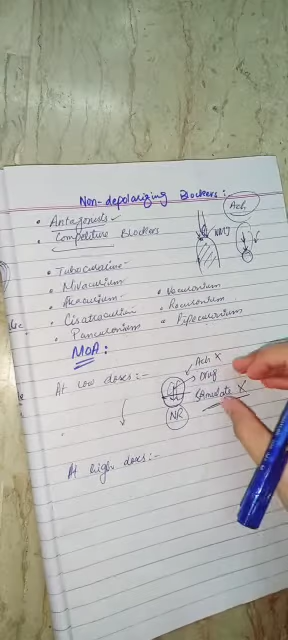 Non-depolarizing Blockers:
Ach
• Antagonists
• Competitive Blockers
NMJ
• Tubocurarine
• Mivacurium
• Vecuronium
• Atracurium
• Rocuronium
• Cisatracurium
• Pipecuronium
• Pancuronium
MOA:
Ach X
At low doses:-
Drug
Stimulate X
NR
At high doses:-